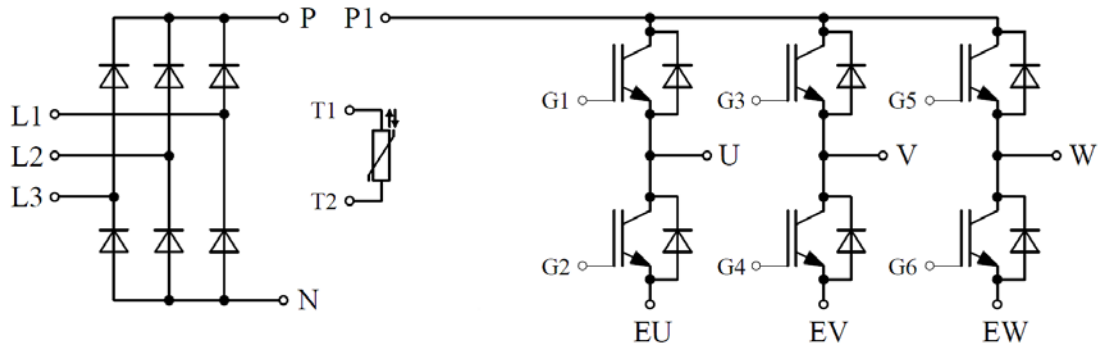 P P1
G1 G3 G5
L1
T1
L2
U V W
L3
T2
G2 G4 G6
N
EU EV EW